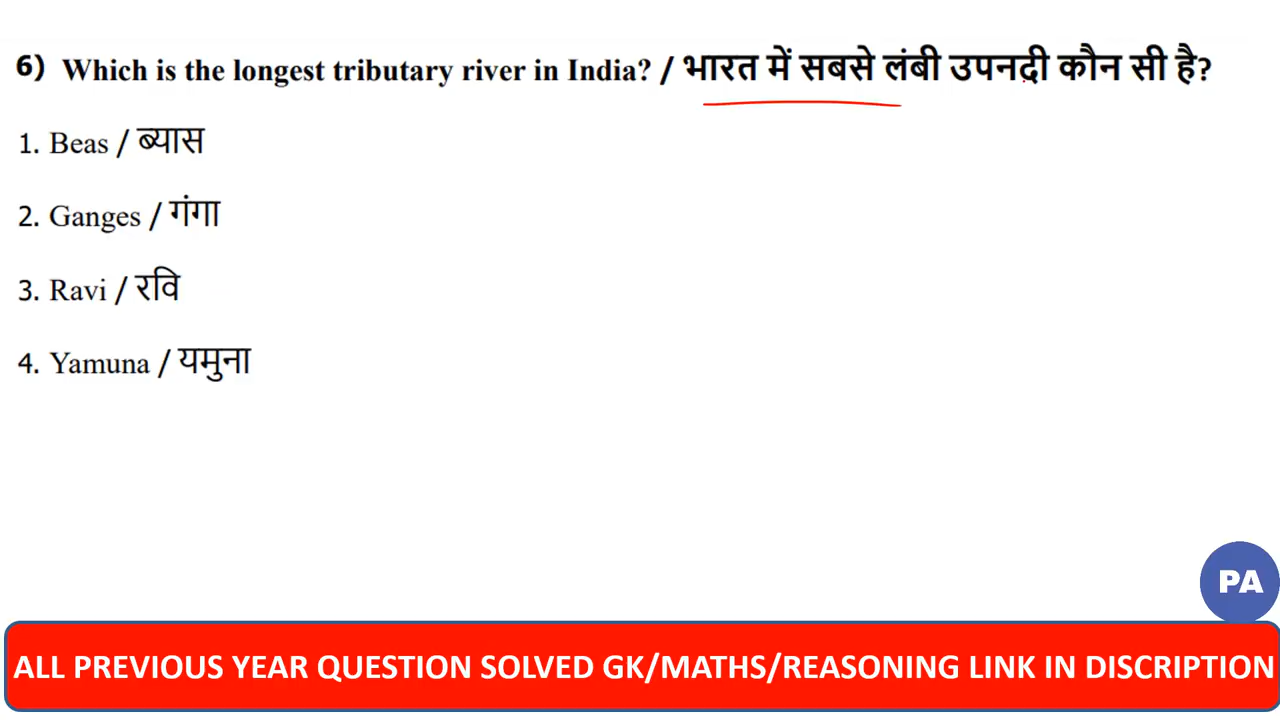 6) Which is the longest tributary river in India? / भारत में सबसे लंबी उपनदी कौन सी है?
1. Beas / ब्यास
2. Ganges / गंगा
3. Ravi / रवि
4. Yamuna / यमुना
PA
ALL PREVIOUS YEAR QUESTION SOLVED GK/MATHS/REASONING LINK IN DISCRIPTION